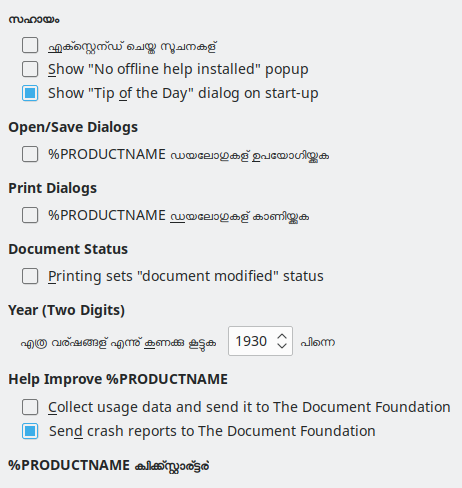 സഹായം
എക്സ്റ്റെന്‍ഡ് ചെയ്ത സൂചനകള്
Show "No offline help installed" popup
Show "Tip of the Day" dialog on start-up
Open/Save Dialogs
%PRODUCTNAME ഡയലോഗുകള് ഉപയോഗിയ്ക്കുക
Print Dialogs
%PRODUCTNAME ഡയലോഗുകള് കാണിയ്ക്കുക
Document Status
Printing sets "document modified" status
Year (Two Digits)
എത്ര വര്‍ഷങ്ങള് എന്നു് കണക്കു കൂട്ടുക 1930 പിന്നെ
Help Improve %PRODUCTNAME
Collect usage data and send it to The Document Foundation
Send crash reports to The Document Foundation
%PRODUCTNAME ക്വിക്ക്സ്റ്റാര്‍ട്ടര്‍